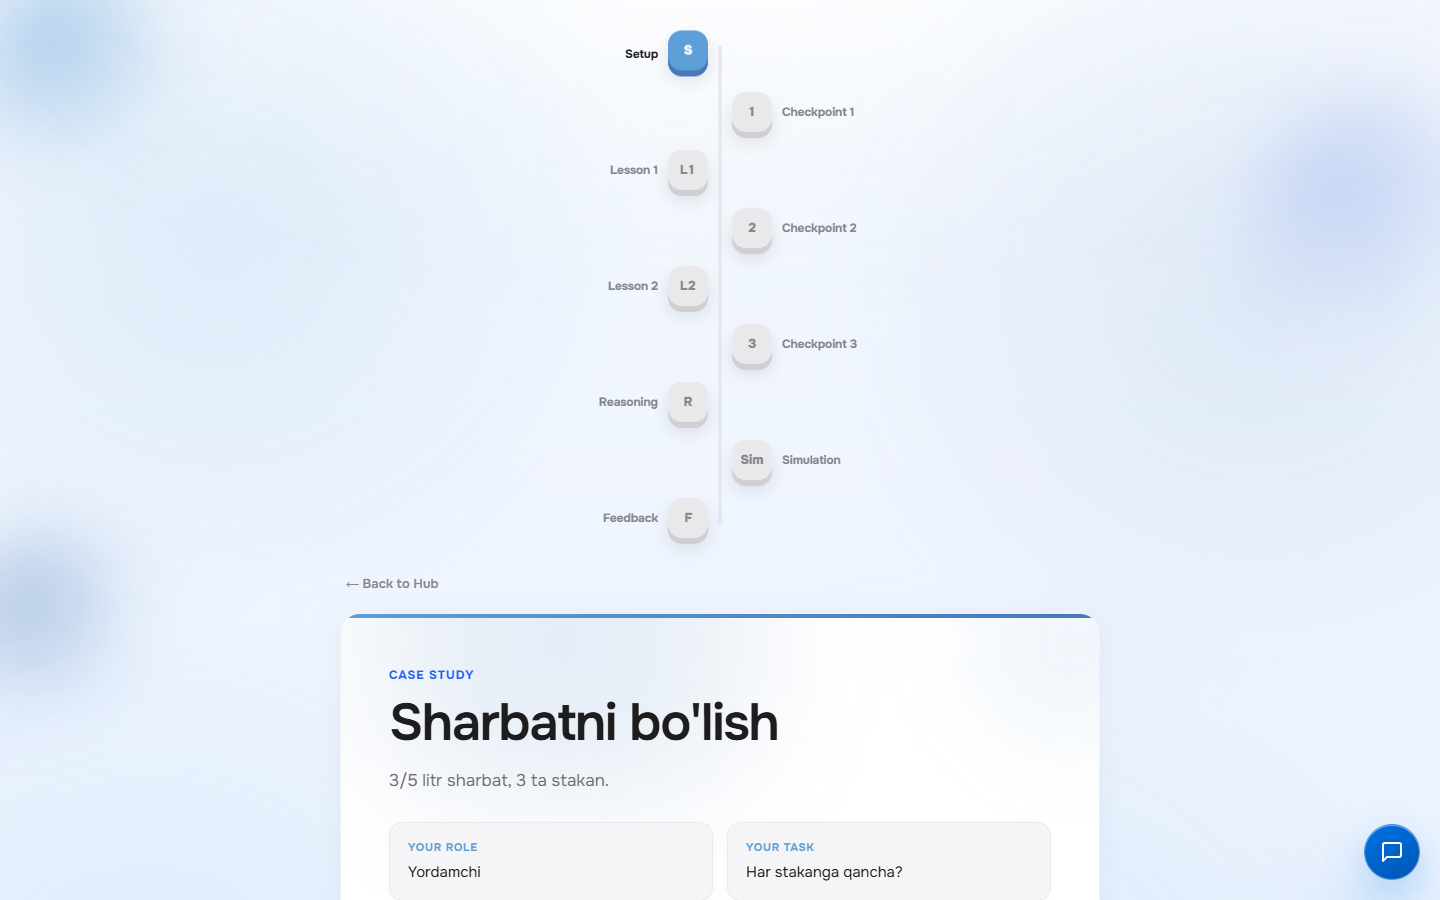 Setup
S
1
Checkpoint 1
Lesson 1
L1
2
Checkpoint 2
Lesson 2
L2
3
Checkpoint 3
Reasoning
R
Sim
Simulation
Feedback
F
← Back to Hub
CASE STUDY
Sharbatni bo'lish
3/5 litr sharbat, 3 ta stakan.
YOUR ROLE
Yordamchi
YOUR TASK
Har stakanga qancha?